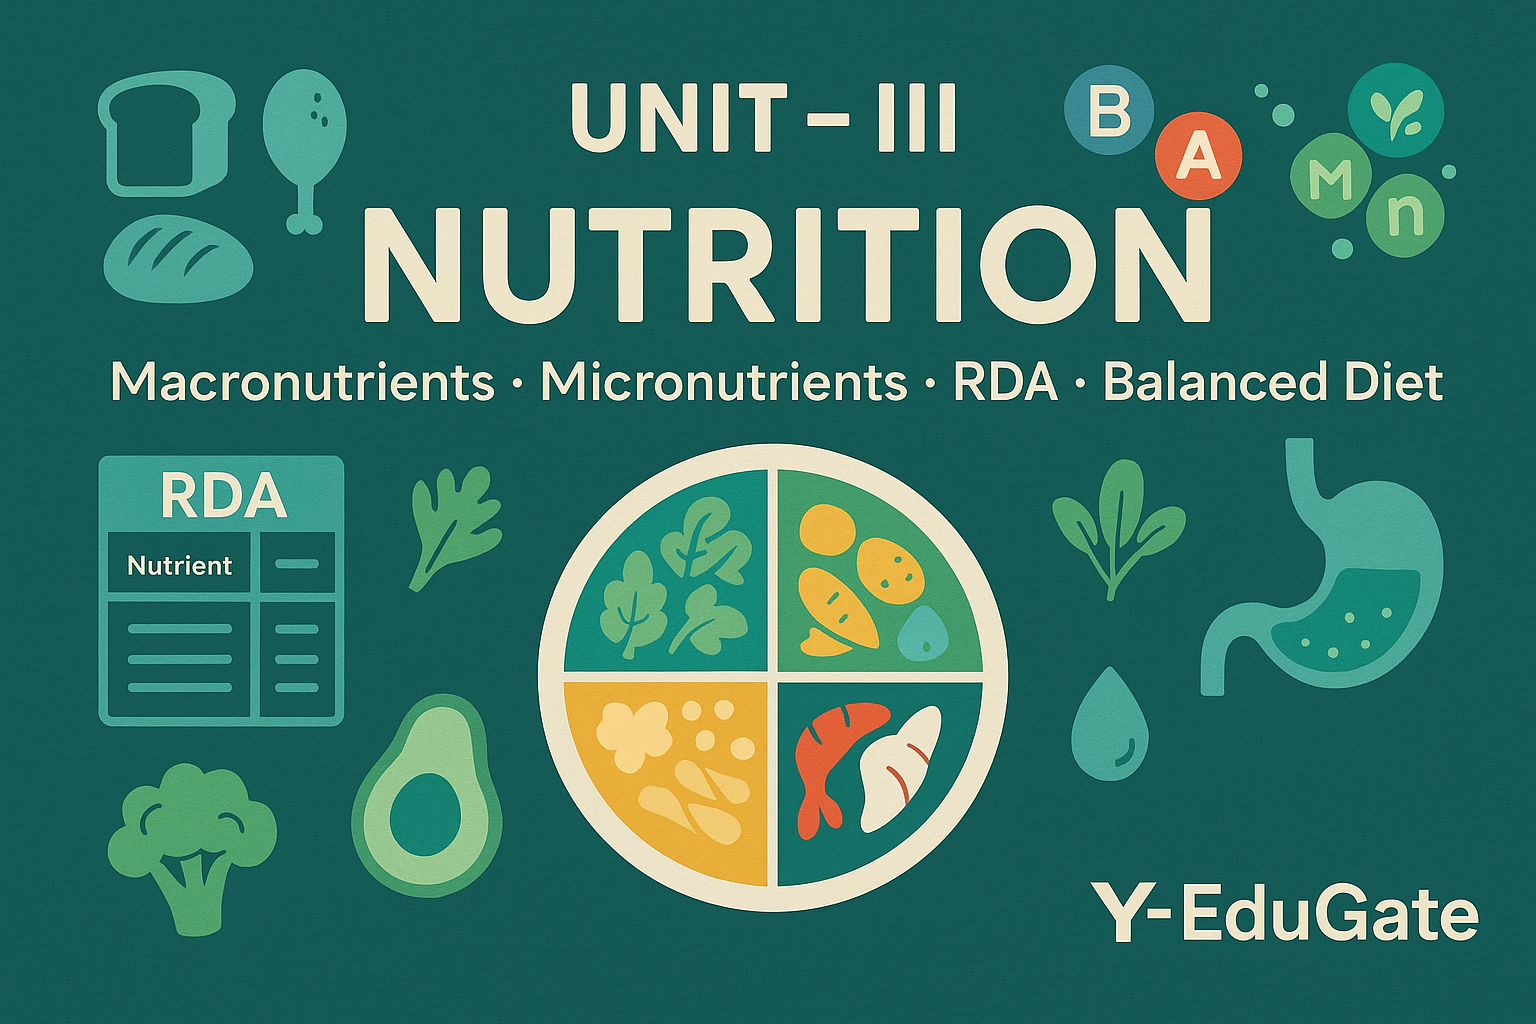 UNIT – III
B
A
M
n
NUTRITION
Macronutrients · Micronutrients · RDA · Balanced Diet
RDA
Nutrient
Y-EduGate